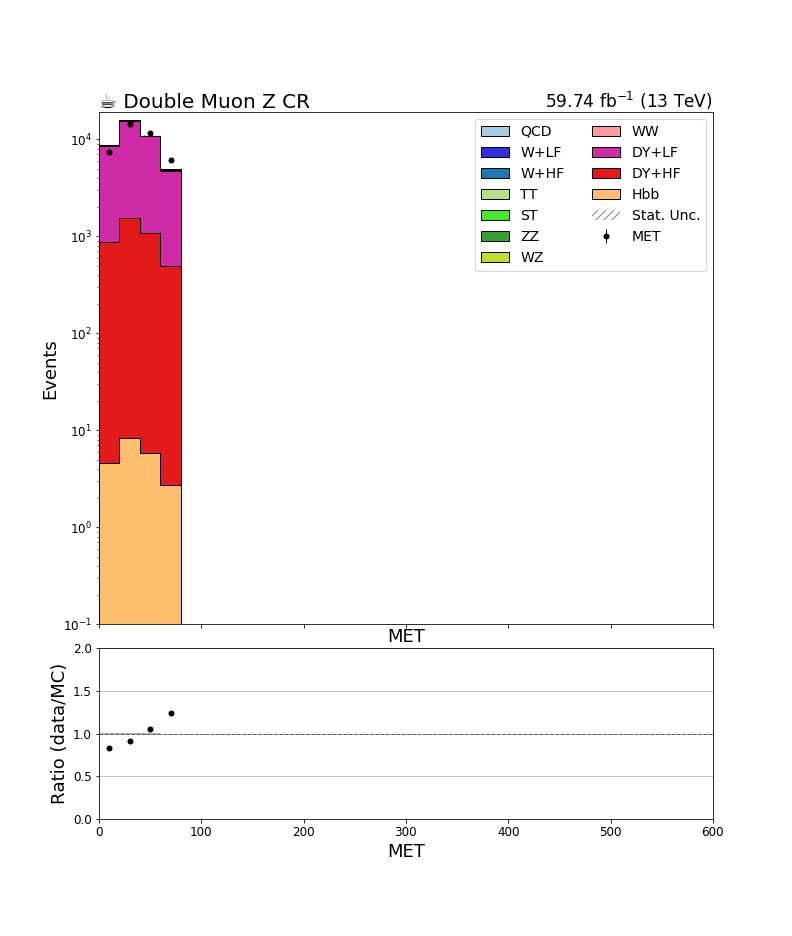 ☕ Double Muon Z CR
59.74 fb⁻¹ (13 TeV)
QCD
W+LF
W+HF
TT
ST
ZZ
WZ
WW
DY+LF
DY+HF
Hbb
Stat. Unc.
MET
Events
10⁴
10³
10²
10¹
10⁰
10⁻¹
MET
Ratio (data/MC)
2.0
1.5
1.0
0.5
0.0
0 100 200 300 400 500 600
MET